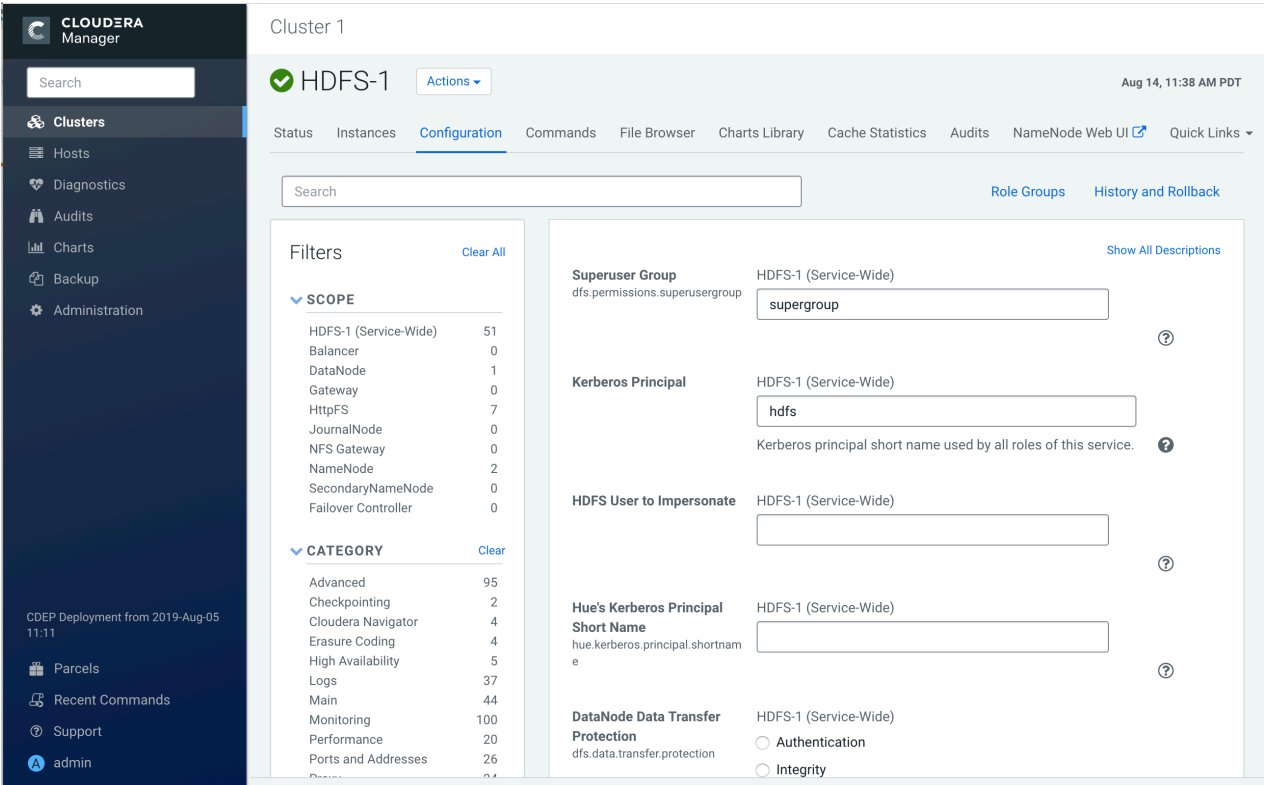 CLOUDERA
Manager
Search
Clusters
Hosts
Diagnostics
Audits
Charts
Backup
Administration
CDEP Deployment from 2019-Aug-05
11:11
Parcels
Recent Commands
Support
A admin
Cluster 1
HDFS-1 Actions
Aug 14, 11:38 AM PDT
Status Instances Configuration Commands File Browser Charts Library Cache Statistics Audits NameNode Web UI Quick Links
Search
Role Groups History and Rollback
Filters Clear All
SCOPE
HDFS-1 (Service-Wide) 51
Balancer 0
DataNode 1
Gateway 0
HttpFS 7
JournalNode 0
NFS Gateway 0
NameNode 2
SecondaryNameNode 0
Failover Controller 0
CATEGORY Clear
Advanced 95
Checkpointing 2
Cloudera Navigator 4
Erasure Coding 4
High Availability 5
Logs 37
Main 44
Monitoring 100
Performance 20
Ports and Addresses 26
Show All Descriptions
Superuser Group HDFS-1 (Service-Wide)
dfs.permissions.superusergroup
supergroup
Kerberos Principal HDFS-1 (Service-Wide)
hdfs
Kerberos principal short name used by all roles of this service.
HDFS User to Impersonate HDFS-1 (Service-Wide)
Hue's Kerberos Principal HDFS-1 (Service-Wide)
Short Name
hue.kerberos.principal.shortnam
e
DataNode Data Transfer HDFS-1 (Service-Wide)
Protection
dfs.data.transfer.protection
Authentication
Integrity